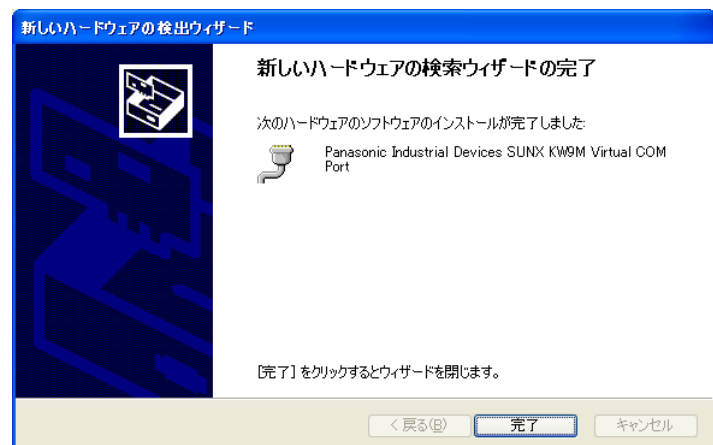 新しいハードウェアの検出ウィザード
新しいハードウェアの検索ウィザードの完了
次のハードウェアのソフトウェアのインストールが完了しました:
Panasonic Industrial Devices SUNX KW9M Virtual COM
Port
[完了] をクリックするとウィザードを閉じます。
< 戻る(B)
完了
キャンセル